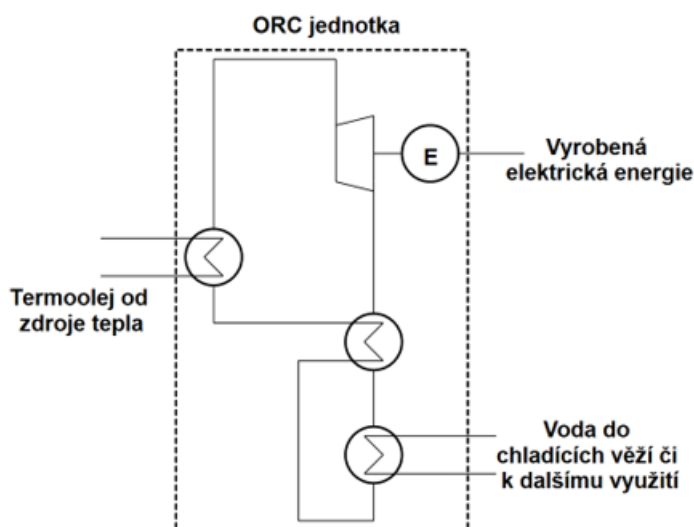 ORC jednotka
E
Vyrobená
elektrická energie
Termoolej od
zdroje tepla
Voda do
chladících věží či
k dalšímu využití